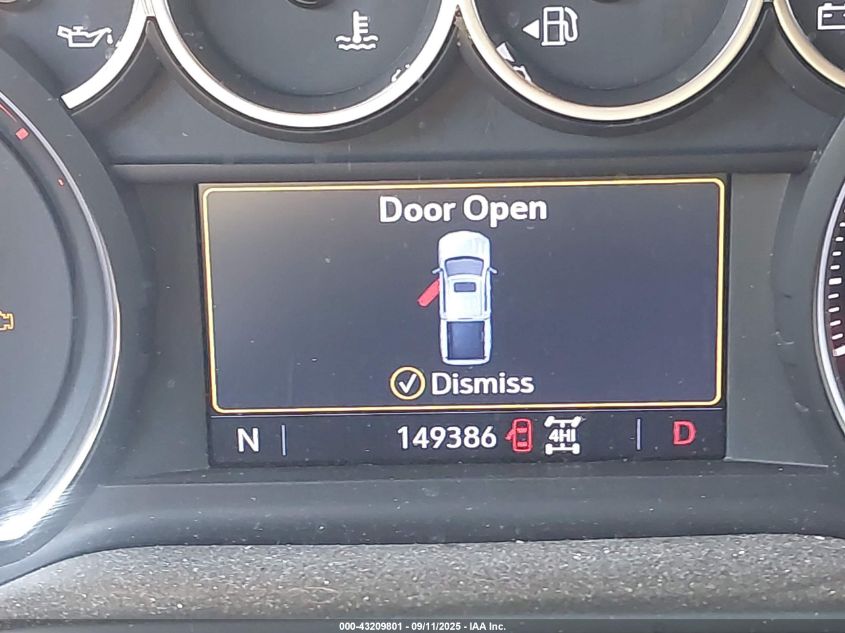 Door Open
Dismiss
N 149386 4HI D
000-43209801 - 09/11/2025 - IAA Inc.